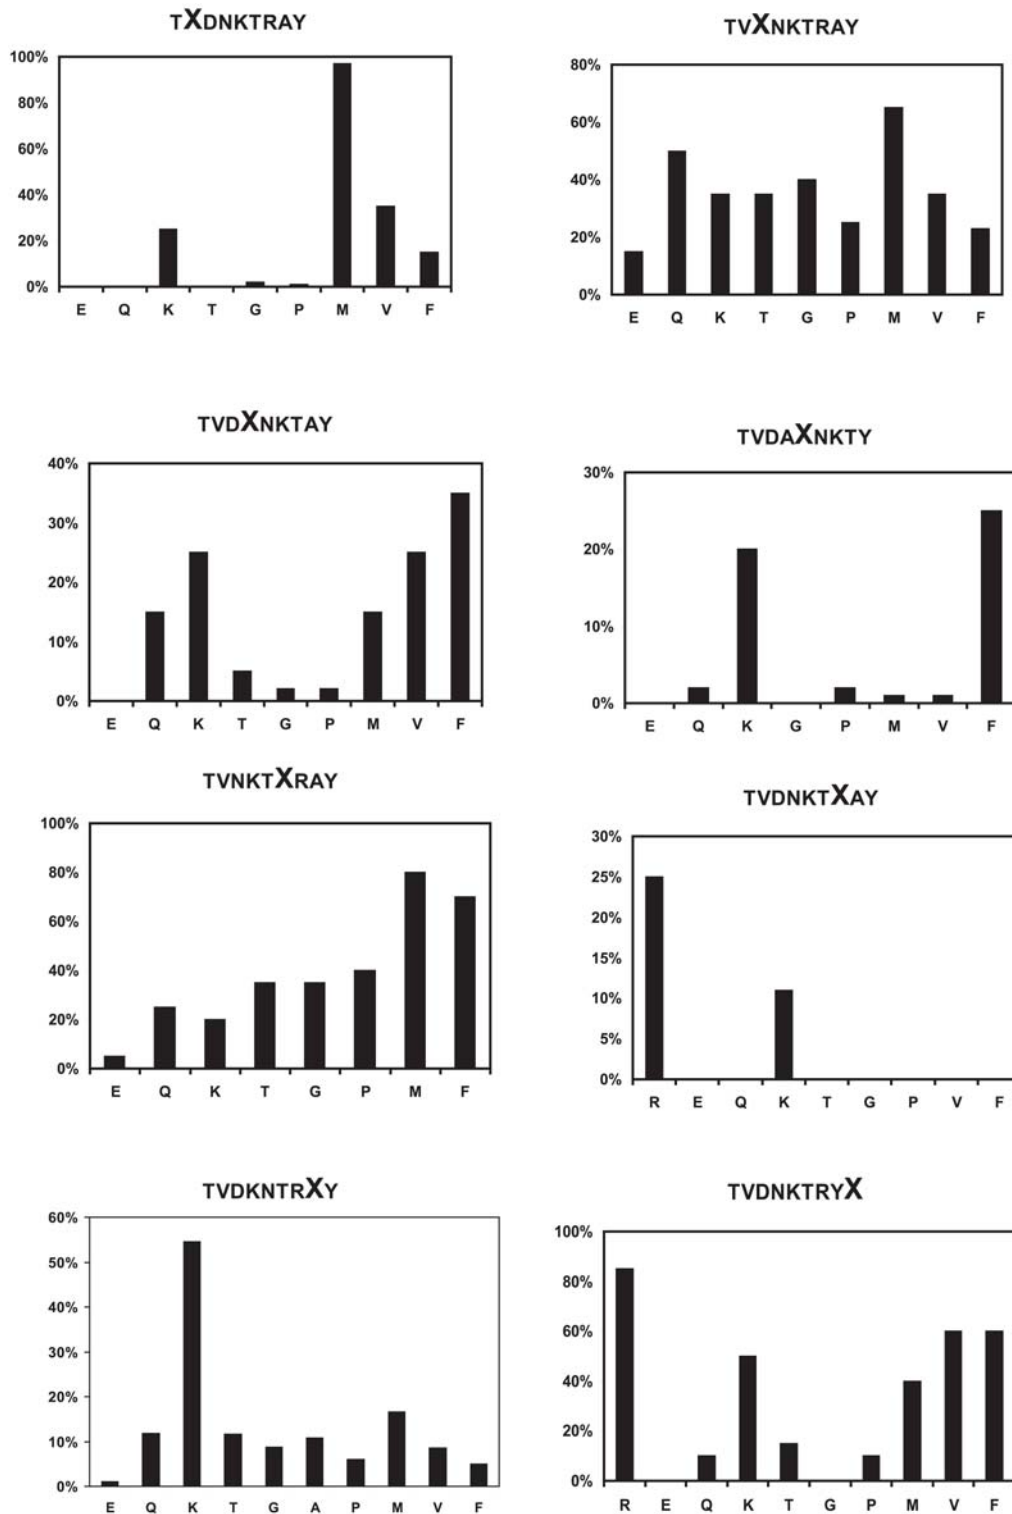 TXDNKTRAY
100%
80%
60%
40%
20%
0%
E Q K T G P M V F
TVXNKTRAY
80%
60%
40%
20%
0%
E Q K T G P M V F
TVDXNKTAY
40%
30%
20%
10%
0%
E Q K T G P M V F
TVDAXNKTY
30%
20%
10%
0%
E Q K G P M V F
TVNKTXRAY
100%
80%
60%
40%
20%
0%
E Q K T G P M F
TVDNKTXAY
30%
25%
20%
15%
10%
5%
0%
R E Q K T G P V F
TVDKNTRXY
60%
50%
40%
30%
20%
10%
0%
E Q K T G A P M V F
TVDNKTRYX
100%
80%
60%
40%
20%
0%
R E Q K T G P M V F